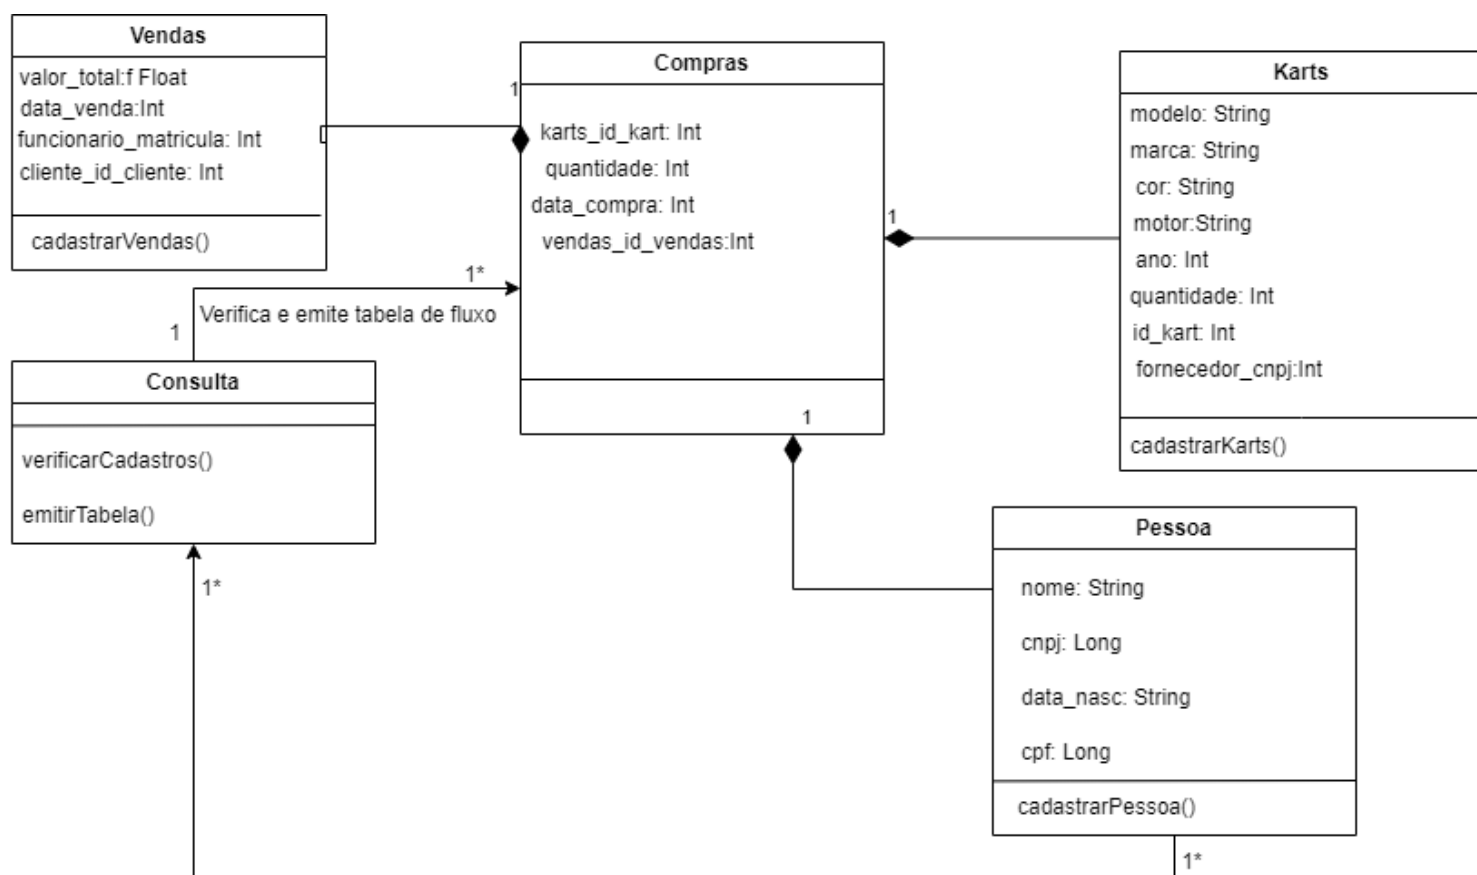 Vendas
valor_total:f Float
data_venda:Int
funcionario_matricula: Int
cliente_id_cliente: Int
cadastrarVendas()
1
Compras
karts_id_kart: Int
quantidade: Int
data_compra: Int
vendas_id_vendas:Int
1
Karts
modelo: String
marca: String
cor: String
motor:String
ano: Int
quantidade: Int
id_kart: Int
fornecedor_cnpj:Int
cadastrarKarts()
1
1*
Verifica e emite tabela de fluxo
1
Consulta
verificarCadastros()
emitirTabela()
1*
Pessoa
nome: String
cnpj: Long
data_nasc: String
cpf: Long
cadastrarPessoa()
1*